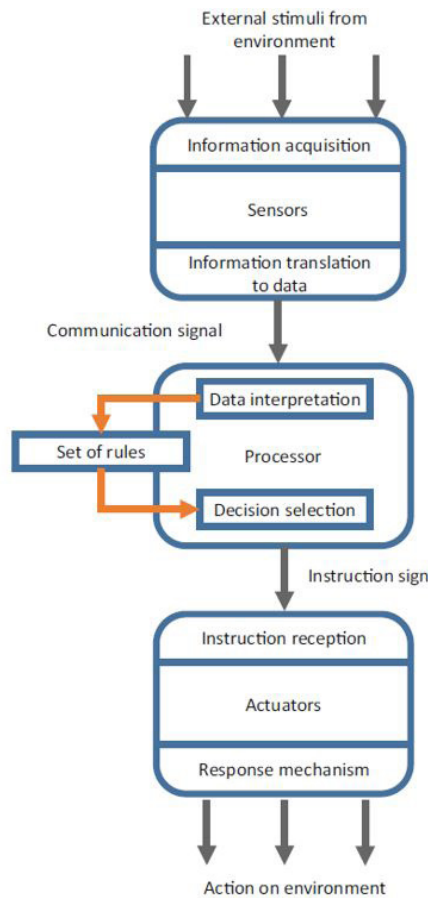 External stimuli from
environment
Information acquisition
Sensors
Information translation
to data
Communication signal
Data interpretation
Set of rules
Processor
Decision selection
Instruction sign
Instruction reception
Actuators
Response mechanism
Action on environment